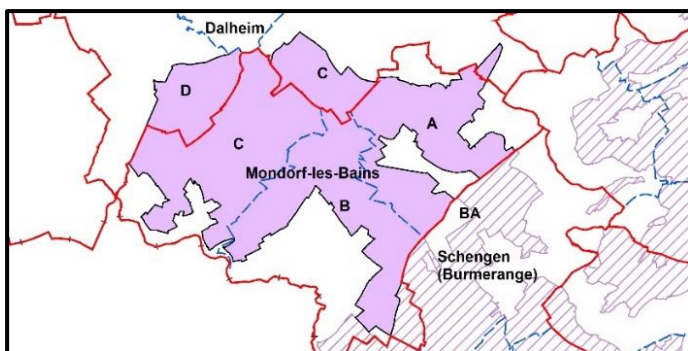 Dalheim
C
D
A
C
Mondorf-les-Bains
B
BA
Schengen
(Burmerange)